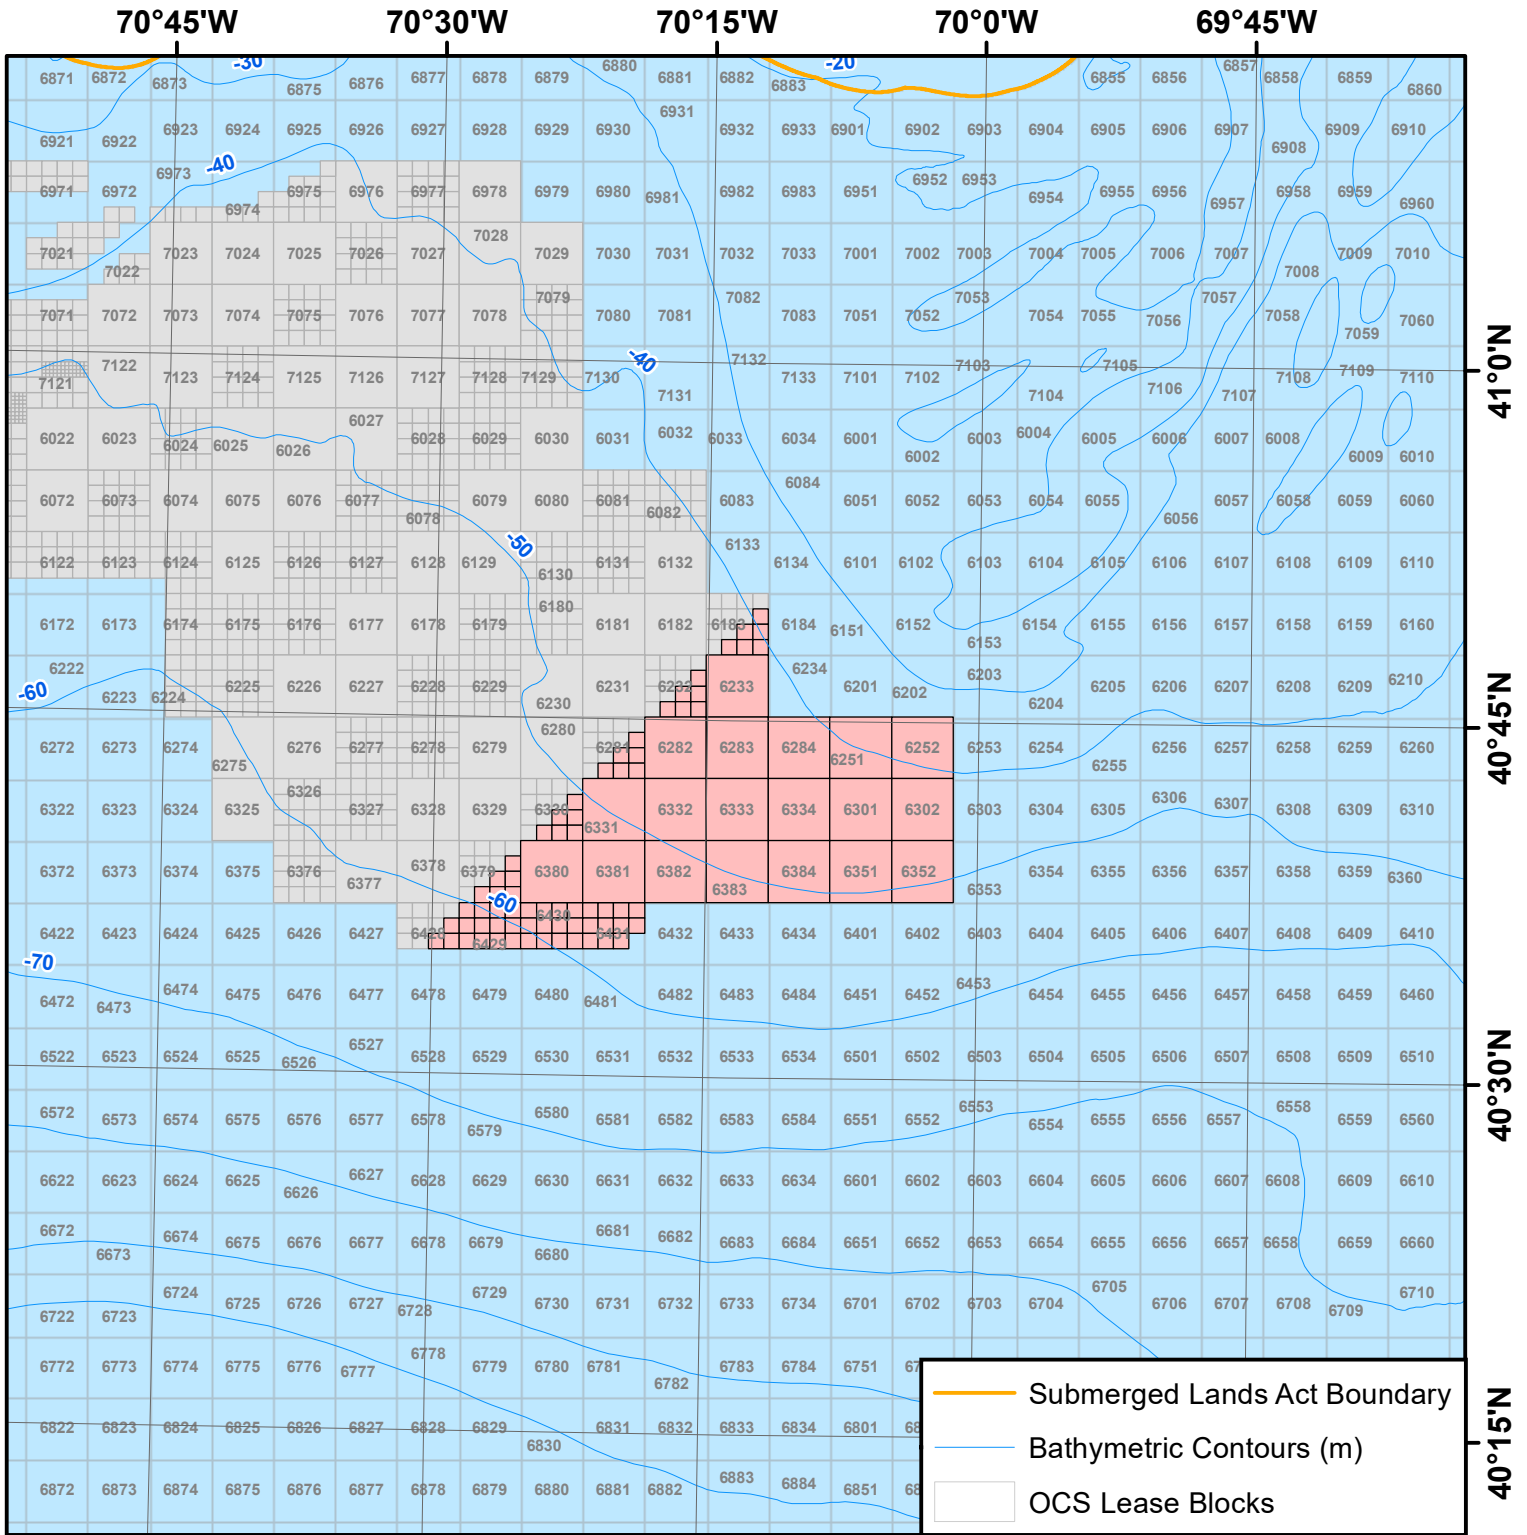 70°45'W 70°30'W 70°15'W 70°0'W 69°45'W
-30 -20
6880 6857
6871 6872 6873 6875 6876 6877 6878 6879 6881 6882 6883 6855 6856 6858 6859 6860
6931
6921 6922 6923 6924 6925 6926 6927 6928 6929 6930 6932 6933 6901 6902 6903 6904 6905 6906 6907 6908 6909 6910
-40
6971 6972 6973 6974 6975 6976 6977 6978 6979 6980 6981 6982 6983 6951 6952 6953 6954 6955 6956 6957 6958 6959 6960
7021 7022 7023 7024 7025 7026 7027 7028 7029 7030 7031 7032 7033 7001 7002 7003 7004 7005 7006 7007 7008 7009 7010
7071 7072 7073 7074 7075 7076 7077 7078 7079 7080 7081 7082 7083 7051 7052 7053 7054 7055 7056 7057 7058 7059 7060
-40
41°0'N
7121 7122 7123 7124 7125 7126 7127 7128 7129 7130 7131 7132 7133 7101 7102 7103 7104 7105 7106 7107 7108 7109 7110
6022 6023 6024 6025 6026 6027 6028 6029 6030 6031 6032 6033 6034 6001 6002 6003 6004 6005 6006 6007 6008 6009 6010
6072 6073 6074 6075 6076 6077 6078 6079 6080 6081 6082 6083 6084 6051 6052 6053 6054 6055 6056 6057 6058 6059 6060
-50
6122 6123 6124 6125 6126 6127 6128 6129 6130 6131 6132 6133 6134 6101 6102 6103 6104 6105 6106 6107 6108 6109 6110
6172 6173 6174 6175 6176 6177 6178 6179 6180 6181 6182 6183 6184 6151 6152 6153 6154 6155 6156 6157 6158 6159 6160
-60
6222 6223 6224 6225 6226 6227 6228 6229 6230 6231 6232 6233 6234 6201 6202 6203 6204 6205 6206 6207 6208 6209 6210
40°45'N
6272 6273 6274 6275 6276 6277 6278 6279 6280 6281 6282 6283 6284 6251 6252 6253 6254 6255 6256 6257 6258 6259 6260
6322 6323 6324 6325 6326 6327 6328 6329 6330 6331 6332 6333 6334 6301 6302 6303 6304 6305 6306 6307 6308 6309 6310
6372 6373 6374 6375 6376 6377 6378 6379 6380 6381 6382 6383 6384 6351 6352 6353 6354 6355 6356 6357 6358 6359 6360
-60
6422 6423 6424 6425 6426 6427 6428 6429 6430 6431 6432 6433 6434 6401 6402 6403 6404 6405 6406 6407 6408 6409 6410
-70
6472 6473 6474 6475 6476 6477 6478 6479 6480 6481 6482 6483 6484 6451 6452 6453 6454 6455 6456 6457 6458 6459 6460
6522 6523 6524 6525 6526 6527 6528 6529 6530 6531 6532 6533 6534 6501 6502 6503 6504 6505 6506 6507 6508 6509 6510
40°30'N
6572 6573 6574 6575 6576 6577 6578 6579 6580 6581 6582 6583 6584 6551 6552 6553 6554 6555 6556 6557 6558 6559 6560
6622 6623 6624 6625 6626 6627 6628 6629 6630 6631 6632 6633 6634 6601 6602 6603 6604 6605 6606 6607 6608 6609 6610
6672 6673 6674 6675 6676 6677 6678 6679 6680 6681 6682 6683 6684 6651 6652 6653 6654 6655 6656 6657 6658 6659 6660
6722 6723 6724 6725 6726 6727 6728 6729 6730 6731 6732 6733 6734 6701 6702 6703 6704 6705 6706 6707 6708 6709 6710
6772 6773 6774 6775 6776 6777 6778 6779 6780 6781 6782 6783 6784 6751
6822 6823 6824 6825 6826 6827 6828 6829 6830 6831 6832 6833 6834 6801
40°15'N
6872 6873 6874 6875 6876 6877 6878 6879 6880 6881 6882 6883 6884 6851
Submerged Lands Act Boundary
Bathymetric Contours (m)
OCS Lease Blocks